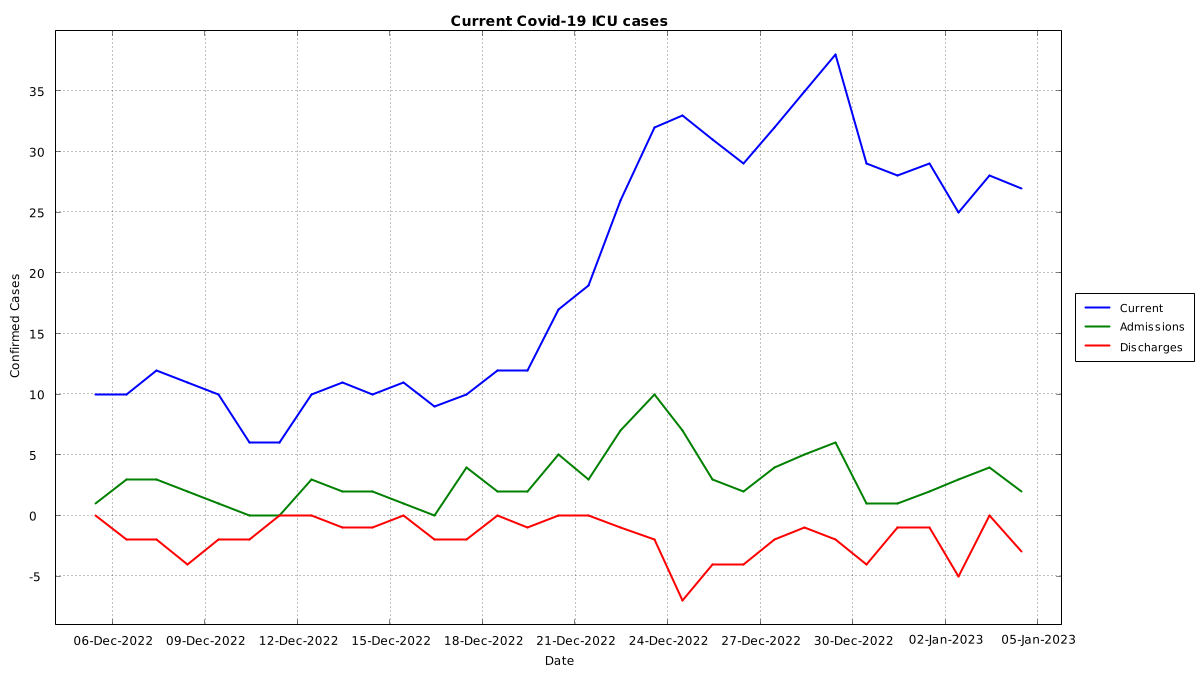 Current Covid-19 ICU cases
Confirmed Cases
35
30
25
20
15
10
5
0
-5
06-Dec-2022 09-Dec-2022 12-Dec-2022 15-Dec-2022 18-Dec-2022 21-Dec-2022 24-Dec-2022 27-Dec-2022 30-Dec-2022 02-Jan-2023 05-Jan-2023
Date
Current
Admissions
Discharges